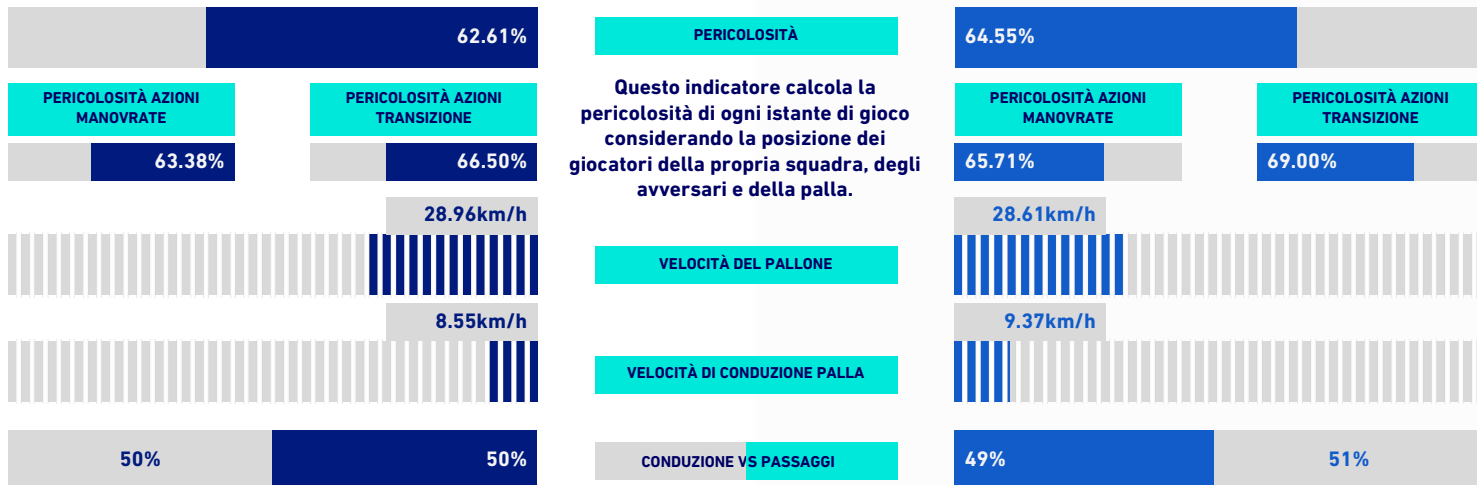 62.61%
PERICOLOSITÀ
64.55%
PERICOLOSITÀ AZIONI
MANOVRATE
PERICOLOSITÀ AZIONI
TRANSIZIONE
63.38%
66.50%
Questo indicatore calcola la
pericolosità di ogni istante di gioco
considerando la posizione dei
giocatori della propria squadra, degli
avversari e della palla.
PERICOLOSITÀ AZIONI
MANOVRATE
PERICOLOSITÀ AZIONI
TRANSIZIONE
65.71%
69.00%
28.96km/h
VELOCITÀ DEL PALLONE
28.61km/h
8.55km/h
VELOCITÀ DI CONDUZIONE PALLA
9.37km/h
50%
50%
CONDUZIONE VS PASSAGGI
49%
51%